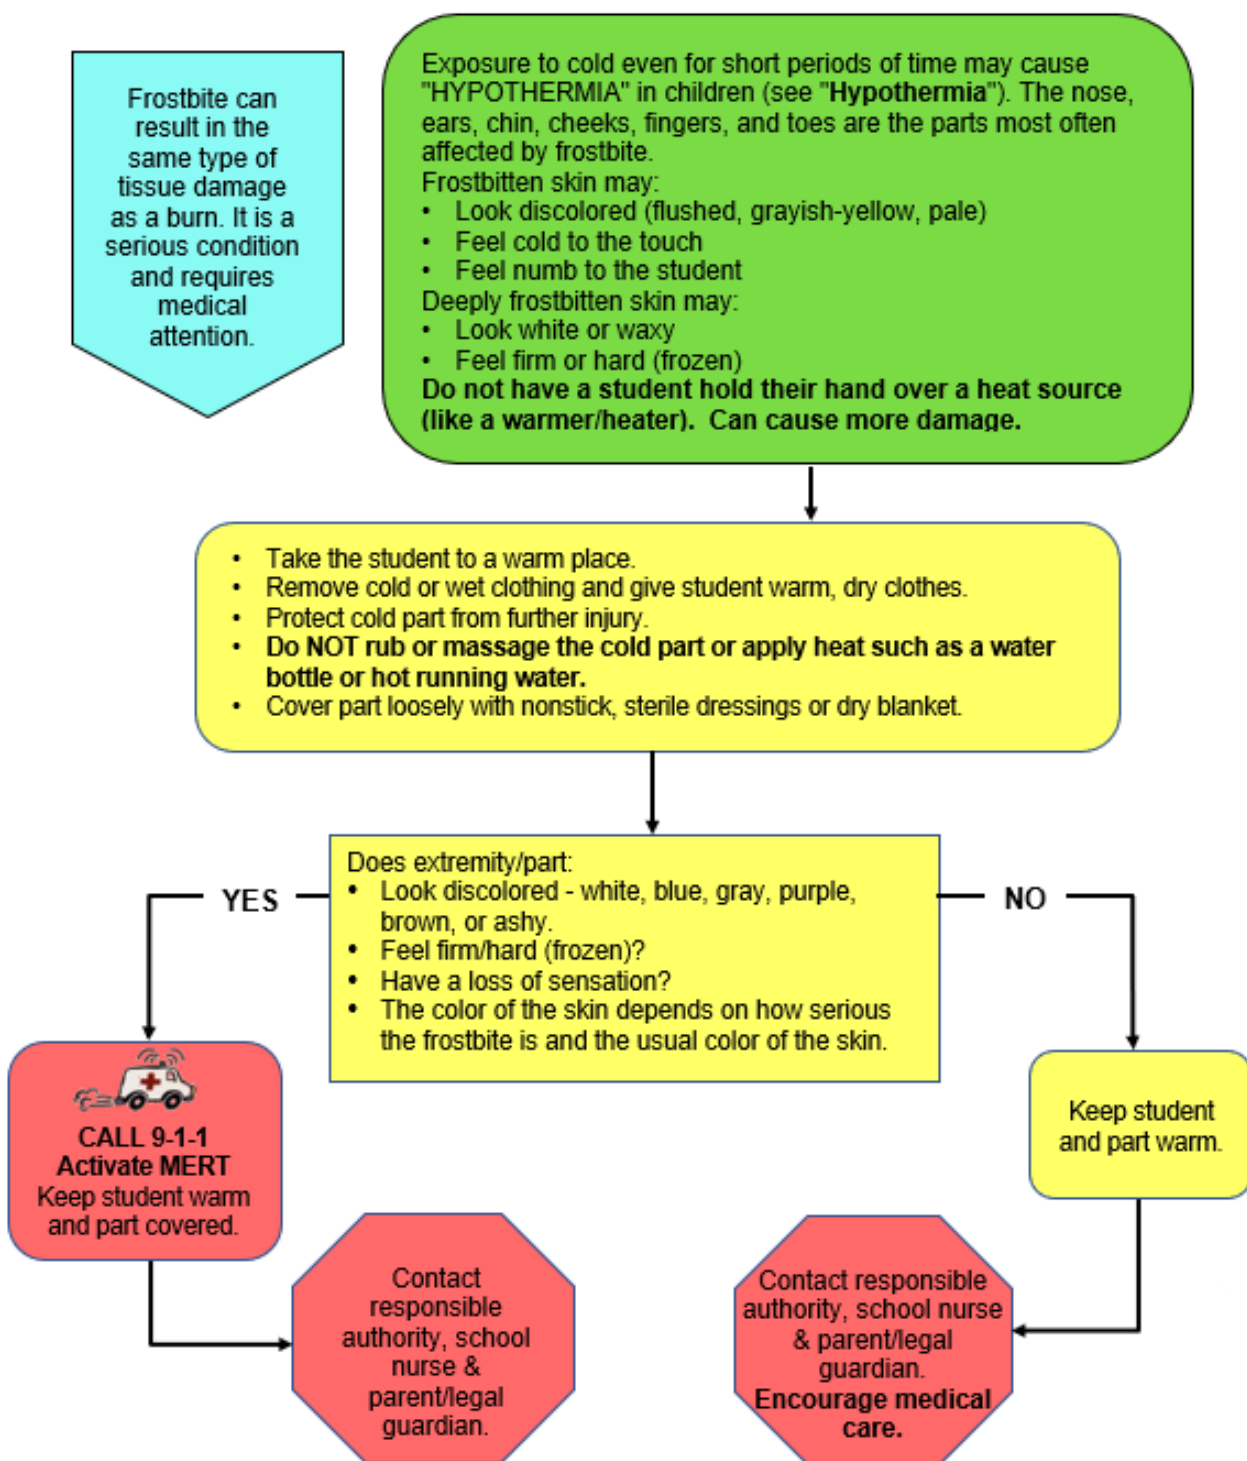 Frostbite can
result in the
same type of
tissue damage
as a burn. It is a
serious condition
and requires
medical
attention.
Exposure to cold even for short periods of time may cause
"HYPOTHERMIA" in children (see "Hypothermia"). The nose,
ears, chin, cheeks, fingers, and toes are the parts most often
affected by frostbite.
Frostbitten skin may:
• Look discolored (flushed, grayish-yellow, pale)
• Feel cold to the touch
• Feel numb to the student
Deeply frostbitten skin may:
• Look white or waxy
• Feel firm or hard (frozen)
Do not have a student hold their hand over a heat source
(like a warmer/heater). Can cause more damage.
• Take the student to a warm place.
• Remove cold or wet clothing and give student warm, dry clothes.
• Protect cold part from further injury.
• Do NOT rub or massage the cold part or apply heat such as a water
bottle or hot running water.
• Cover part loosely with nonstick, sterile dressings or dry blanket.
Does extremity/part:
• Look discolored - white, blue, gray, purple,
brown, or ashy.
• Feel firm/hard (frozen)?
• Have a loss of sensation?
• The color of the skin depends on how serious
the frostbite is and the usual color of the skin.
YES
NO
CALL 9-1-1
Activate MERT
Keep student warm
and part covered.
Keep student
and part warm.
Contact
responsible
authority, school
nurse &
parent/legal
guardian.
Contact responsible
authority, school nurse
& parent/legal
guardian.
Encourage medical
care.